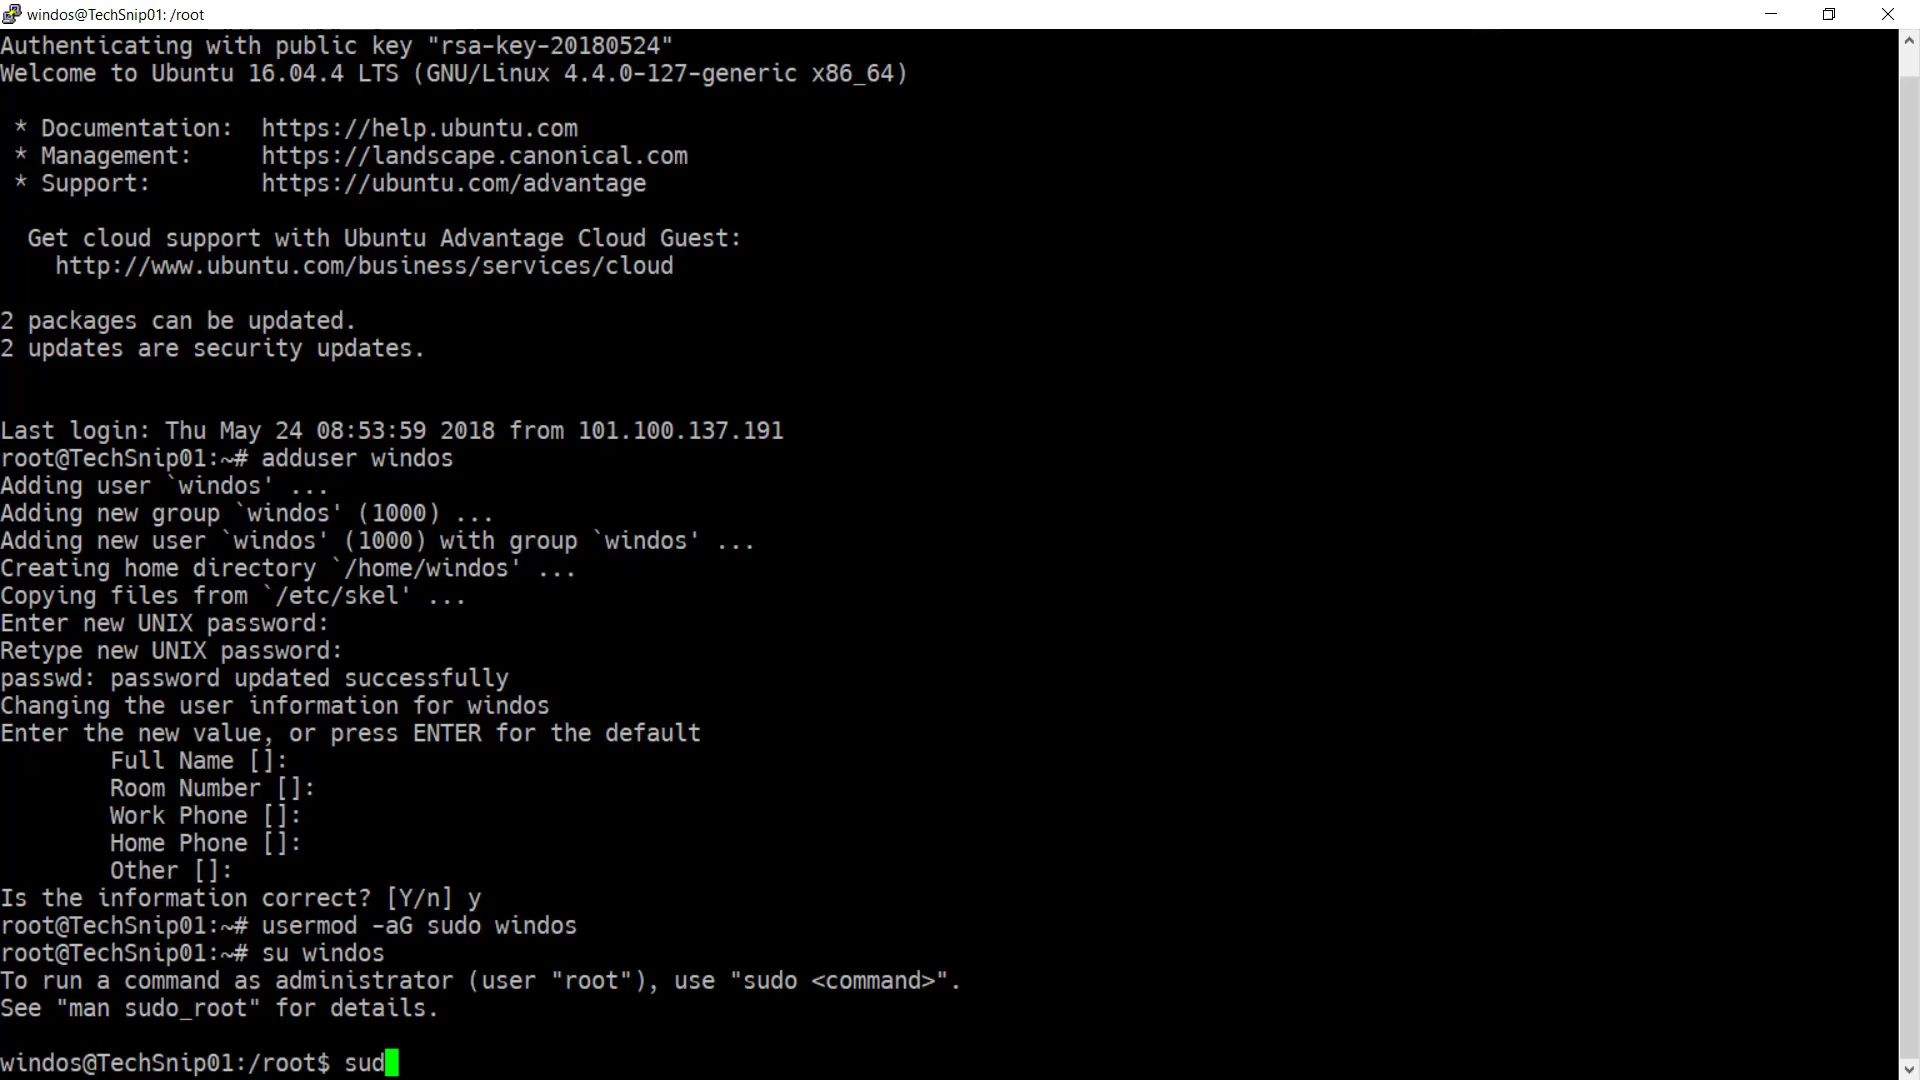 windos@TechSnip01: /root
Authenticating with public key "rsa-key-20180524"
Welcome to Ubuntu 16.04.4 LTS (GNU/Linux 4.4.0-127-generic x86_64)
 * Documentation:  https://help.ubuntu.com
 * Management:     https://landscape.canonical.com
 * Support:        https://ubuntu.com/advantage
  Get cloud support with Ubuntu Advantage Cloud Guest:
    http://www.ubuntu.com/business/services/cloud
2 packages can be updated.
2 updates are security updates.
Last login: Thu May 24 08:53:59 2018 from 101.100.137.191
root@TechSnip01:~# adduser windos
Adding user `windos' ...
Adding new group `windos' (1000) ...
Adding new user `windos' (1000) with group `windos' ...
Creating home directory `/home/windos' ...
Copying files from `/etc/skel' ...
Enter new UNIX password:
Retype new UNIX password:
passwd: password updated successfully
Changing the user information for windos
Enter the new value, or press ENTER for the default
        Full Name []:
        Room Number []:
        Work Phone []:
        Home Phone []:
        Other []:
Is the information correct? [Y/n] y
root@TechSnip01:~# usermod -aG sudo windos
root@TechSnip01:~# su windos
To run a command as administrator (user "root"), use "sudo <command>".
See "man sudo_root" for details.
windos@TechSnip01:/root$ sud